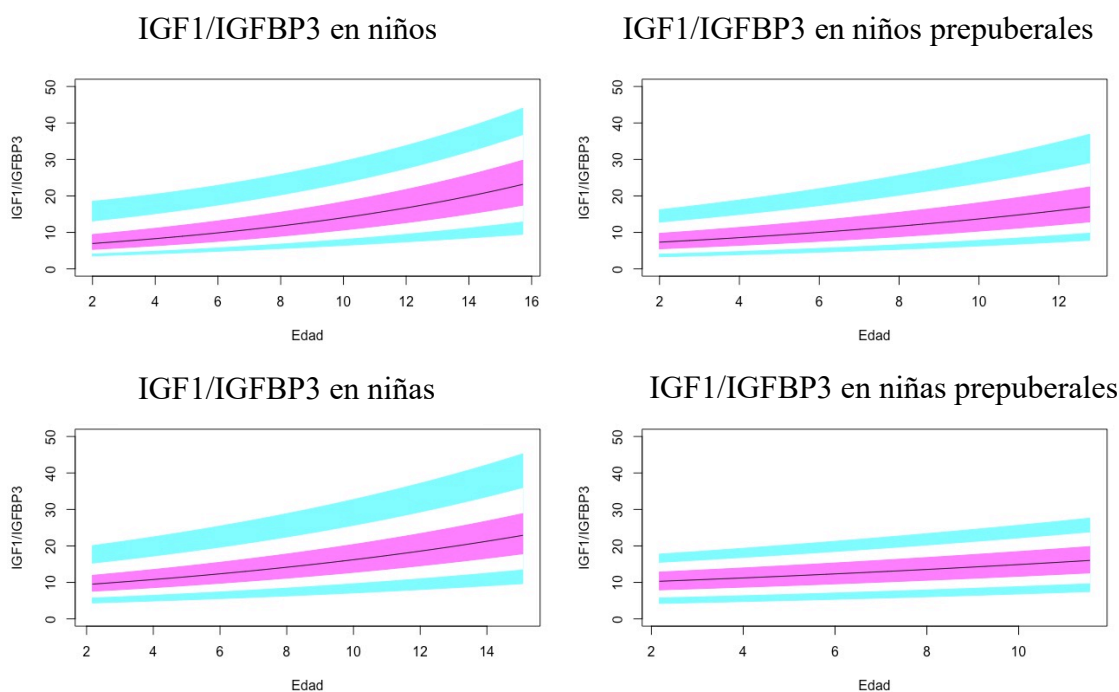 IGF1/IGFBP3 en niños
IGF1/IGFBP3 en niños prepuberales
IGF1/IGFBP3
50
40
30
20
10
0
2 4 6 8 10 12 14 16
Edad
IGF1/IGFBP3
50
40
30
20
10
0
2 4 6 8 10 12
Edad
IGF1/IGFBP3 en niñas
IGF1/IGFBP3 en niñas prepuberales
IGF1/IGFBP3
50
40
30
20
10
0
2 4 6 8 10 12 14
Edad
IGF1/IGFBP3
50
40
30
20
10
0
2 4 6 8 10
Edad